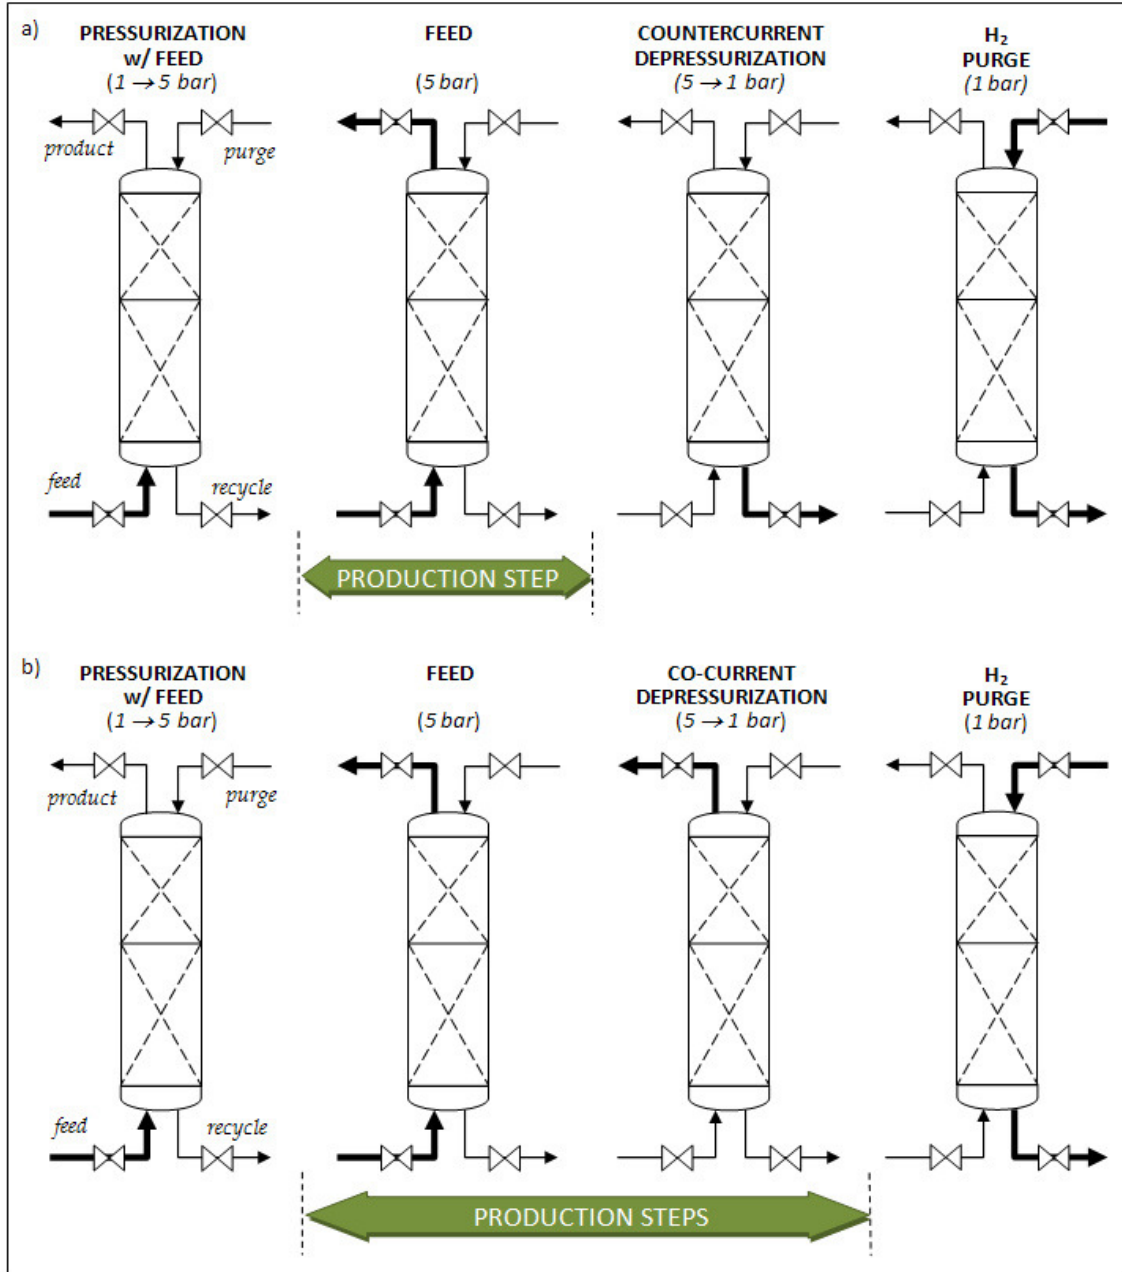 a)
PRESSURIZATION
w/ FEED
(1 → 5 bar)
FEED
(5 bar)
COUNTERCURRENT
DEPRESSURIZATION
(5 → 1 bar)
H₂
PURGE
(1 bar)
product
purge
feed
recycle
PRODUCTION STEP
b)
PRESSURIZATION
w/ FEED
(1 → 5 bar)
FEED
(5 bar)
CO-CURRENT
DEPRESSURIZATION
(5 → 1 bar)
H₂
PURGE
(1 bar)
product
purge
feed
recycle
PRODUCTION STEPS